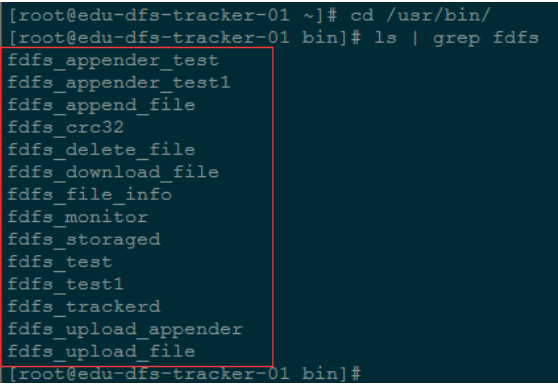 [root@edu-dfs-tracker-01 ~]# cd /usr/bin/
[root@edu-dfs-tracker-01 bin]# ls | grep fdfs
fdfs_appender_test
fdfs_appender_test1
fdfs_append_file
fdfs_crc32
fdfs_delete_file
fdfs_download_file
fdfs_file_info
fdfs_monitor
fdfs_storaged
fdfs_test
fdfs_test1
fdfs_trackerd
fdfs_upload_appender
fdfs_upload_file
[root@edu-dfs-tracker-01 bin]#